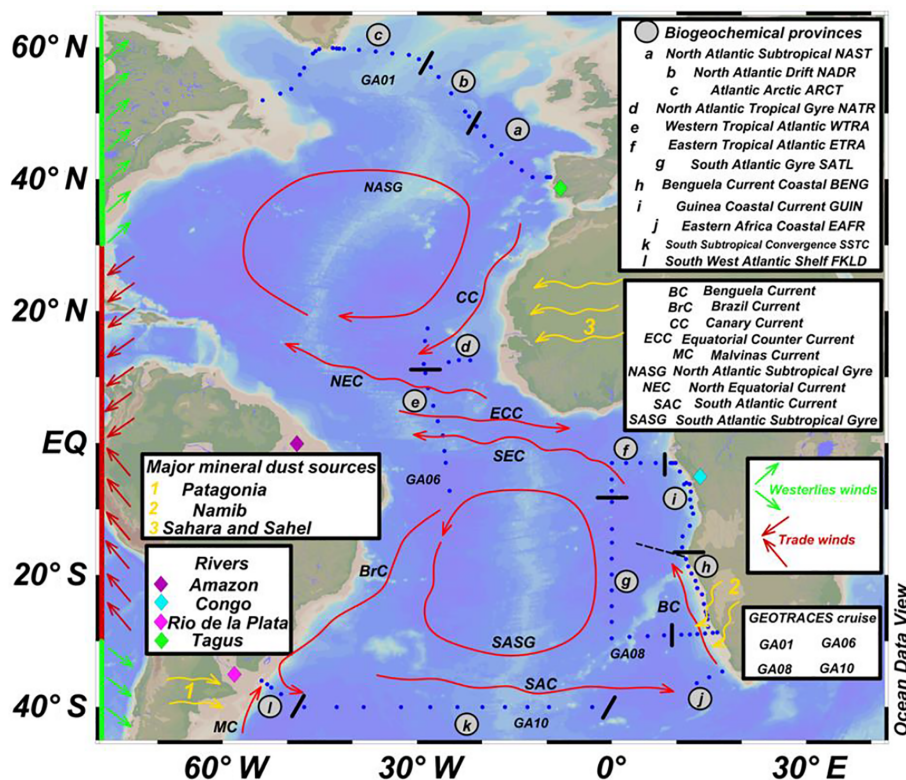 60°N
40°N
20°N
EQ
20°S
40°S
60°W
30°W
0°
30°E
c
GA01
b
a
NASG
CC
3
d
NEC
e
ECC
SEC
f
GA06
i
BrC
g
h
2
BC
SASG
GA08
SAC
j
1
MC
l
k
GA10
Biogeochemical provinces
a North Atlantic Subtropical NAST
b North Atlantic Drift NADR
c Atlantic Arctic ARCT
d North Atlantic Tropical Gyre NATR
e Western Tropical Atlantic WTRA
f Eastern Tropical Atlantic ETRA
g South Atlantic Gyre SATL
h Benguela Current Coastal BENG
i Guinea Coastal Current GUIN
j Eastern Africa Coastal EAFR
k South Subtropical Convergence SSTC
l South West Atlantic Shelf FKLD
BC Benguela Current
BrC Brazil Current
CC Canary Current
ECC Equatorial Counter Current
MC Malvinas Current
NASG North Atlantic Subtropical Gyre
NEC North Equatorial Current
SAC South Atlantic Current
SASG South Atlantic Subtropical Gyre
Major mineral dust sources
1 Patagonia
2 Namib
3 Sahara and Sahel
Rivers
Amazon
Congo
Rio de la Plata
Tagus
Westerlies winds
Trade winds
GEOTRACES cruise
GA01 GA06
GA08 GA10
Ocean Data View